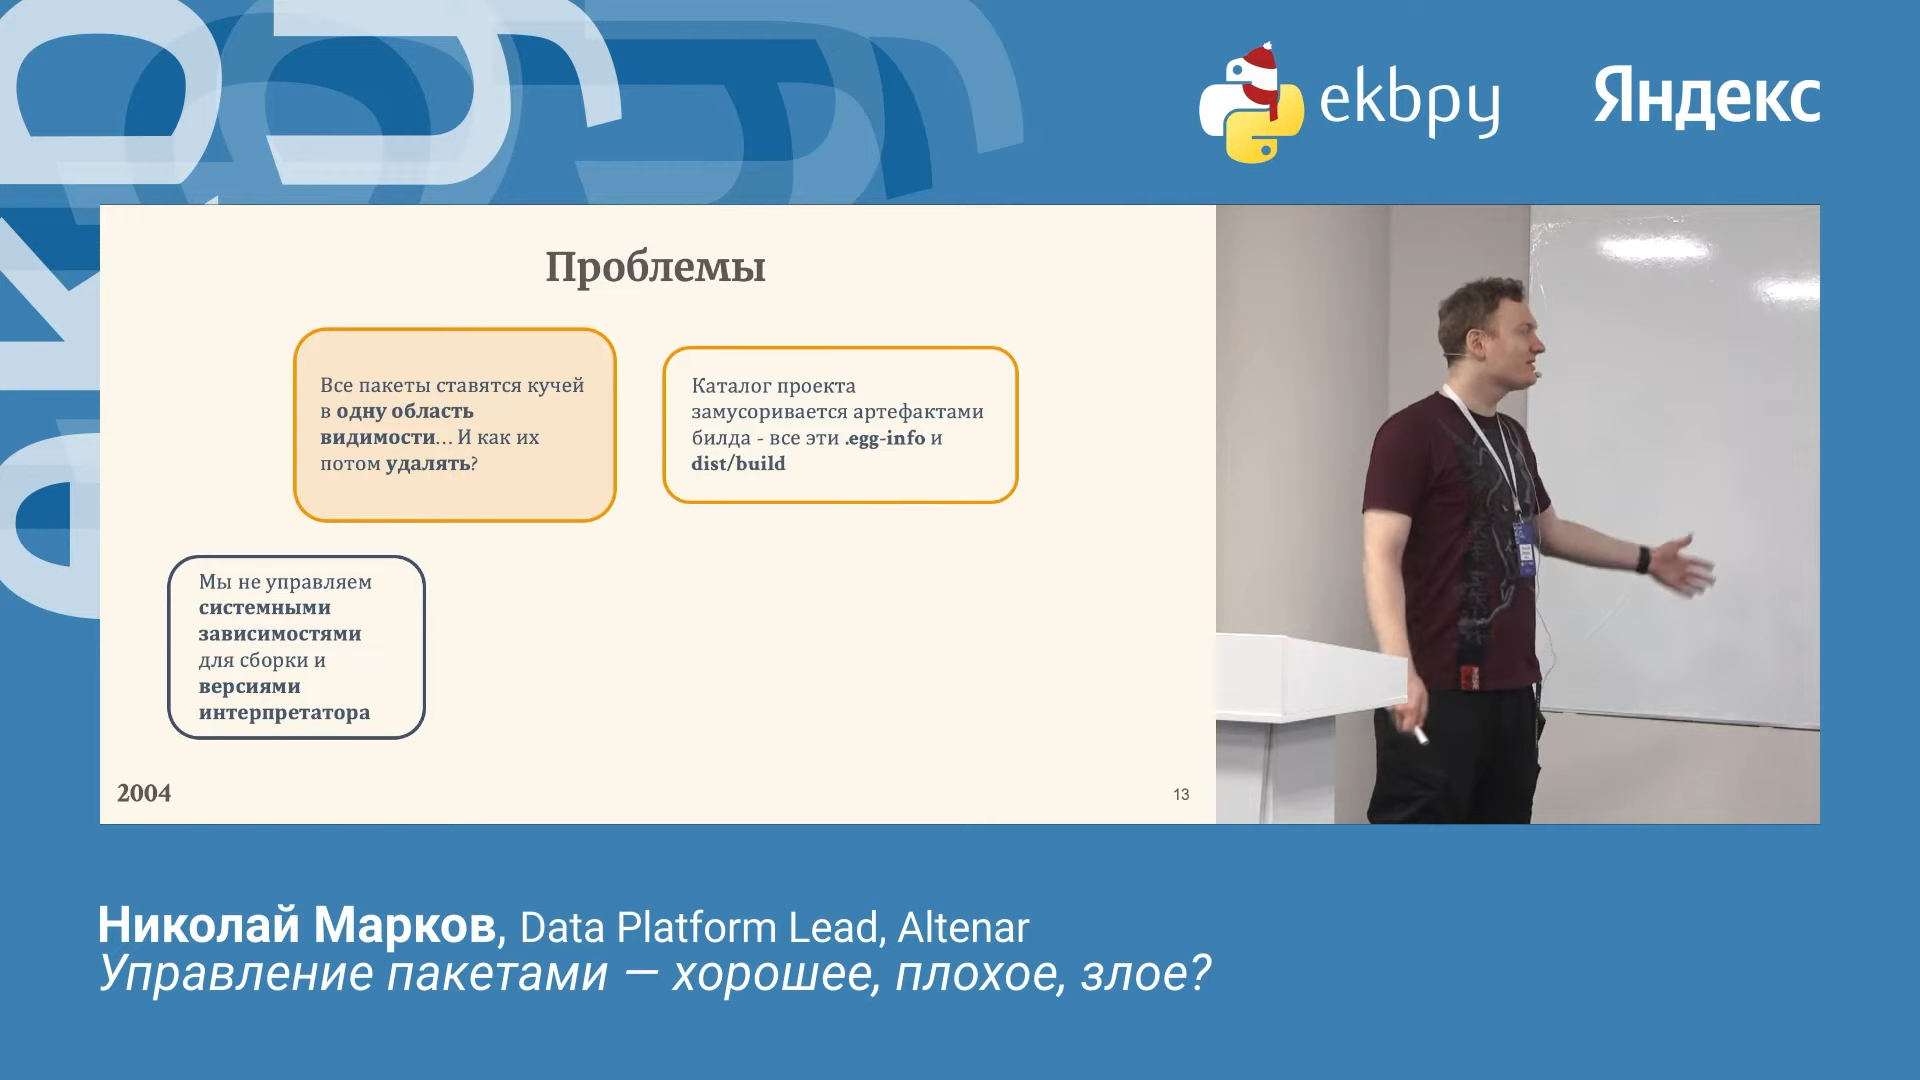 ekbpy
Яндекс
Проблемы
Все пакеты ставятся кучей
в одну область
видимости... И как их
потом удалять?
Каталог проекта
замусоривается артефактами
билда - все эти .egg-info и
dist/build
Мы не управляем
системными
зависимостями
для сборки и
версиями
интерпретатора
2004
13
Николай Марков, Data Platform Lead, Altenar
Управление пакетами — хорошее, плохое, злое?